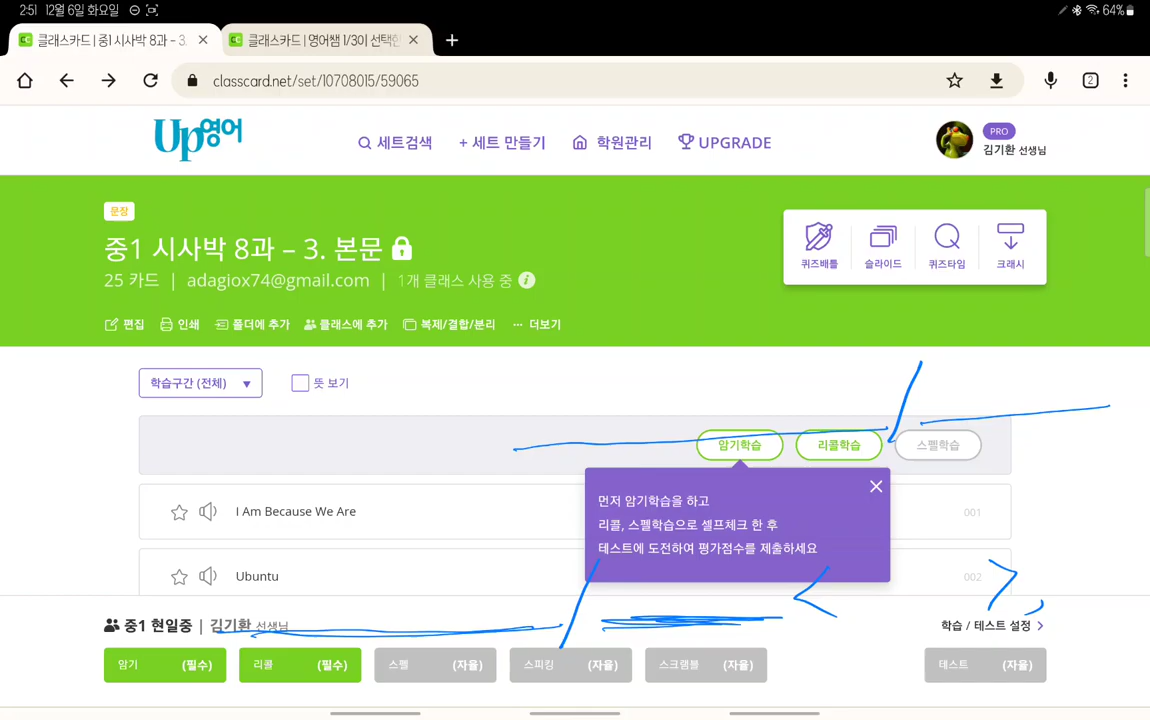 2:51 12월 6일 화요일 64%
클래스카드 | 중1 시사박 8과 – 3.
클래스카드 | 영어쌤 1/3이 선택한
classcard.net/set/10708015/59065
2
Up영어
세트검색
+ 세트 만들기
학원관리
UPGRADE
PRO
김기환 선생님
문장
중1 시사박 8과 – 3. 본문
25 카드 | adagiox74@gmail.com | 1개 클래스 사용 중
퀴즈배틀 슬라이드 퀴즈타임 크래시
편집 인쇄 폴더에 추가 클래스에 추가 복제/결합/분리 ··· 더보기
학습구간 (전체) ▼ 뜻 보기
암기학습 리콜학습 스펠학습
먼저 암기학습을 하고
리콜, 스펠학습으로 셀프체크 한 후
테스트에 도전하여 평가점수를 제출하세요
I Am Because We Are 001
Ubuntu 002
중1 현일중 | 김기환 선생님 학습 / 테스트 설정 >
암기 (필수) 리콜 (필수) 스펠 (자율) 스피킹 (자율) 스크램블 (자율) 테스트 (자율)